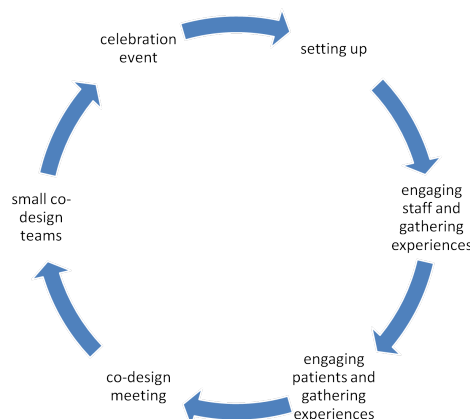 celebration
event
setting up
engaging
staff and
gathering
experiences
engaging
patients and
gathering
experiences
co-design
meeting
small co-
design
teams